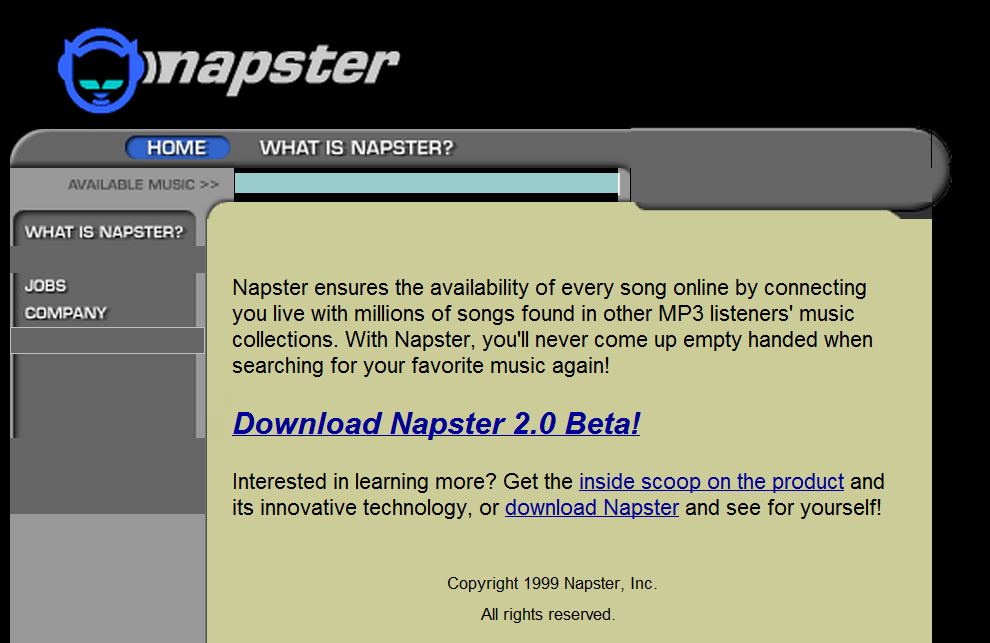 napster
HOME
WHAT IS NAPSTER?
AVAILABLE MUSIC >>
WHAT IS NAPSTER?
JOBS
COMPANY
Napster ensures the availability of every song online by connecting
you live with millions of songs found in other MP3 listeners' music
collections. With Napster, you'll never come up empty handed when
searching for your favorite music again!
Download Napster 2.0 Beta!
Interested in learning more? Get the inside scoop on the product and
its innovative technology, or download Napster and see for yourself!
Copyright 1999 Napster, Inc.
All rights reserved.